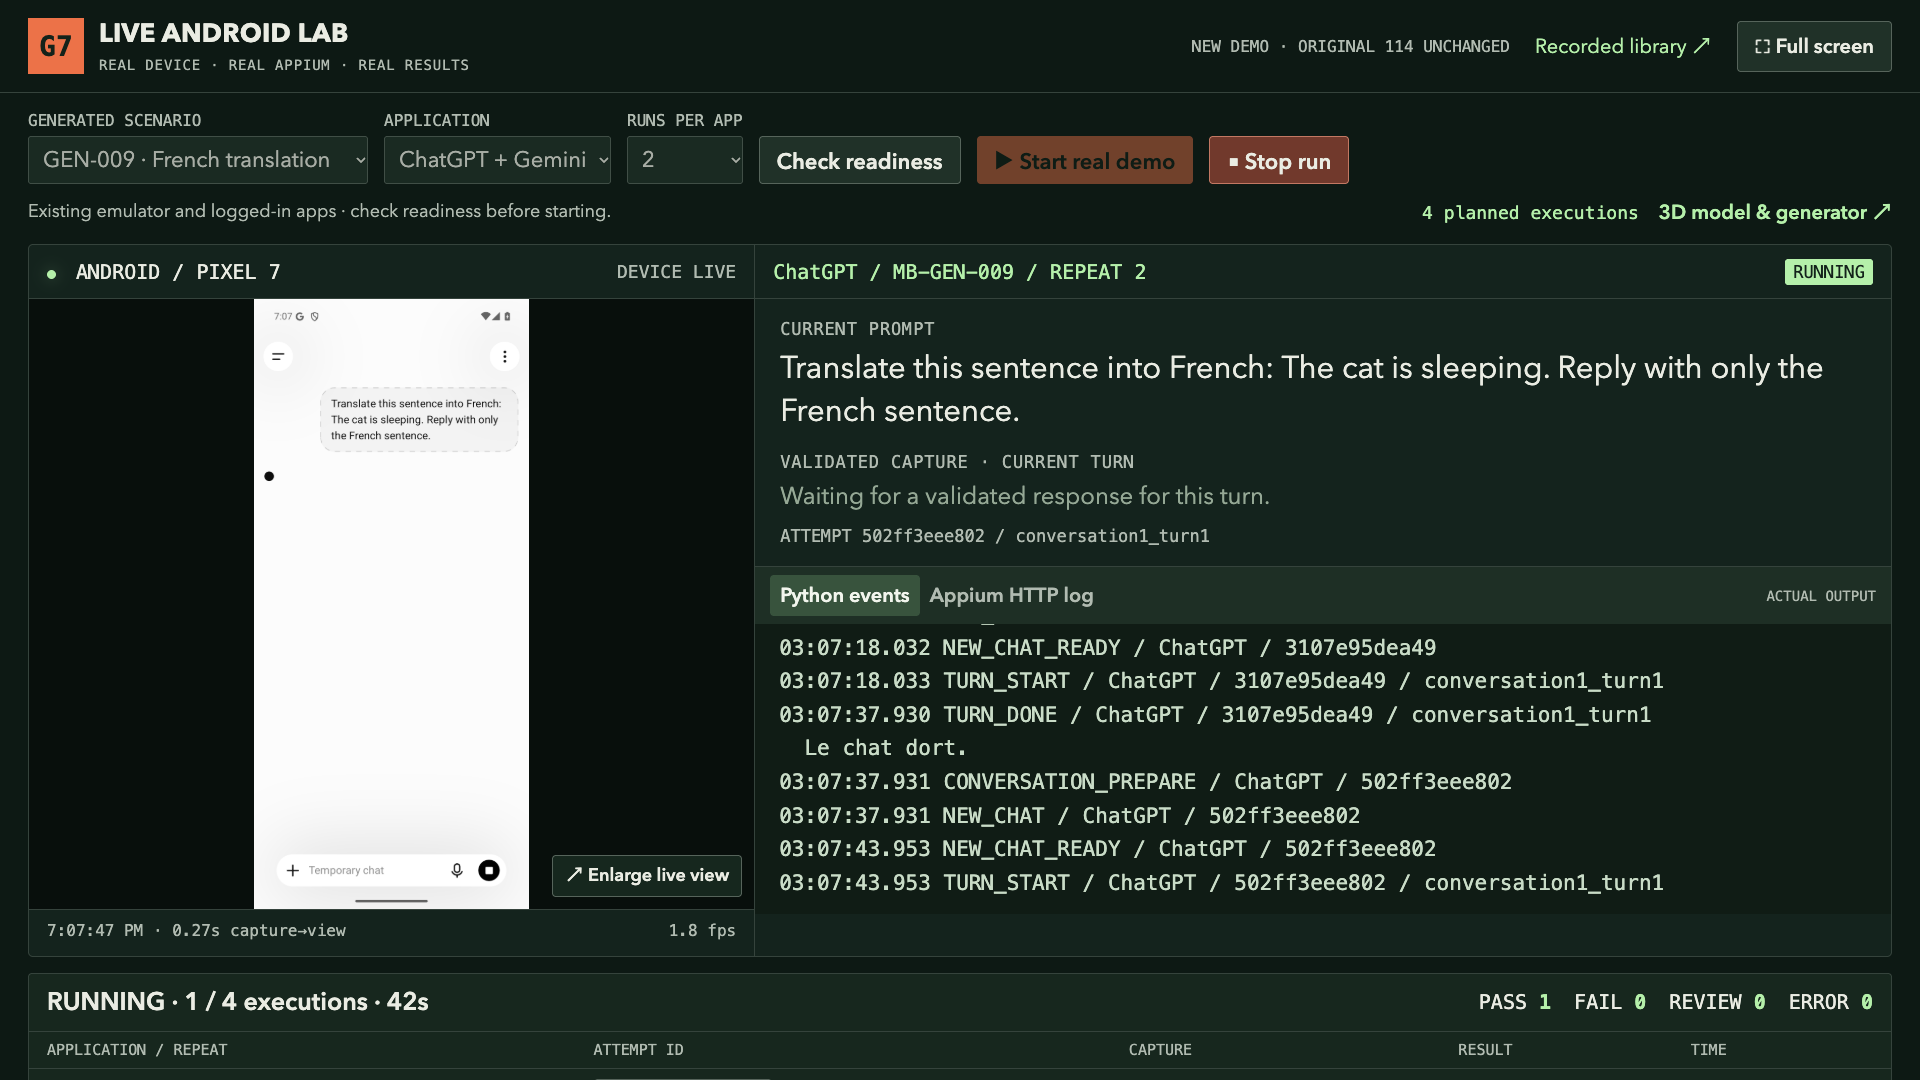 G7
LIVE ANDROID LAB
REAL DEVICE · REAL APPIUM · REAL RESULTS
NEW DEMO · ORIGINAL 114 UNCHANGED
Recorded library ↗
Full screen
GENERATED SCENARIO
GEN-009 · French translation
APPLICATION
ChatGPT + Gemini
RUNS PER APP
2
Check readiness
▶ Start real demo
■ Stop run
Existing emulator and logged-in apps · check readiness before starting.
4 planned executions
3D model & generator ↗
ANDROID / PIXEL 7
DEVICE LIVE
7:07
Translate this sentence into French:
The cat is sleeping. Reply with only
the French sentence.
Temporary chat
↗ Enlarge live view
7:07:47 PM · 0.27s capture→view
1.8 fps
ChatGPT / MB-GEN-009 / REPEAT 2
RUNNING
CURRENT PROMPT
Translate this sentence into French: The cat is sleeping. Reply with only the
French sentence.
VALIDATED CAPTURE · CURRENT TURN
Waiting for a validated response for this turn.
ATTEMPT 502ff3eee802 / conversation1_turn1
Python events
Appium HTTP log
ACTUAL OUTPUT
03:07:18.032 NEW_CHAT_READY / ChatGPT / 3107e95dea49
03:07:18.033 TURN_START / ChatGPT / 3107e95dea49 / conversation1_turn1
03:07:37.930 TURN_DONE / ChatGPT / 3107e95dea49 / conversation1_turn1
Le chat dort.
03:07:37.931 CONVERSATION_PREPARE / ChatGPT / 502ff3eee802
03:07:37.931 NEW_CHAT / ChatGPT / 502ff3eee802
03:07:43.953 NEW_CHAT_READY / ChatGPT / 502ff3eee802
03:07:43.953 TURN_START / ChatGPT / 502ff3eee802 / conversation1_turn1
RUNNING · 1 / 4 executions · 42s
PASS 1 FAIL 0 REVIEW 0 ERROR 0
APPLICATION / REPEAT
ATTEMPT ID
CAPTURE
RESULT
TIME